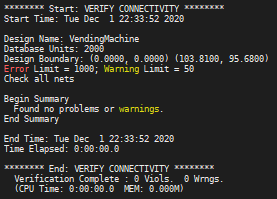 ******** Start: VERIFY CONNECTIVITY ********
Start Time: Tue Dec  1 22:33:52 2020

Design Name: VendingMachine
Database Units: 2000
Design Boundary: (0.0000, 0.0000) (103.8100, 95.6800)
Error Limit = 1000; Warning Limit = 50
Check all nets

Begin Summary
  Found no problems or warnings.
End Summary

End Time: Tue Dec  1 22:33:52 2020
Time Elapsed: 0:00:00.0

******** End: VERIFY CONNECTIVITY ********
  Verification Complete : 0 Viols.  0 Wrngs.
  (CPU Time: 0:00:00.0  MEM: 0.000M)